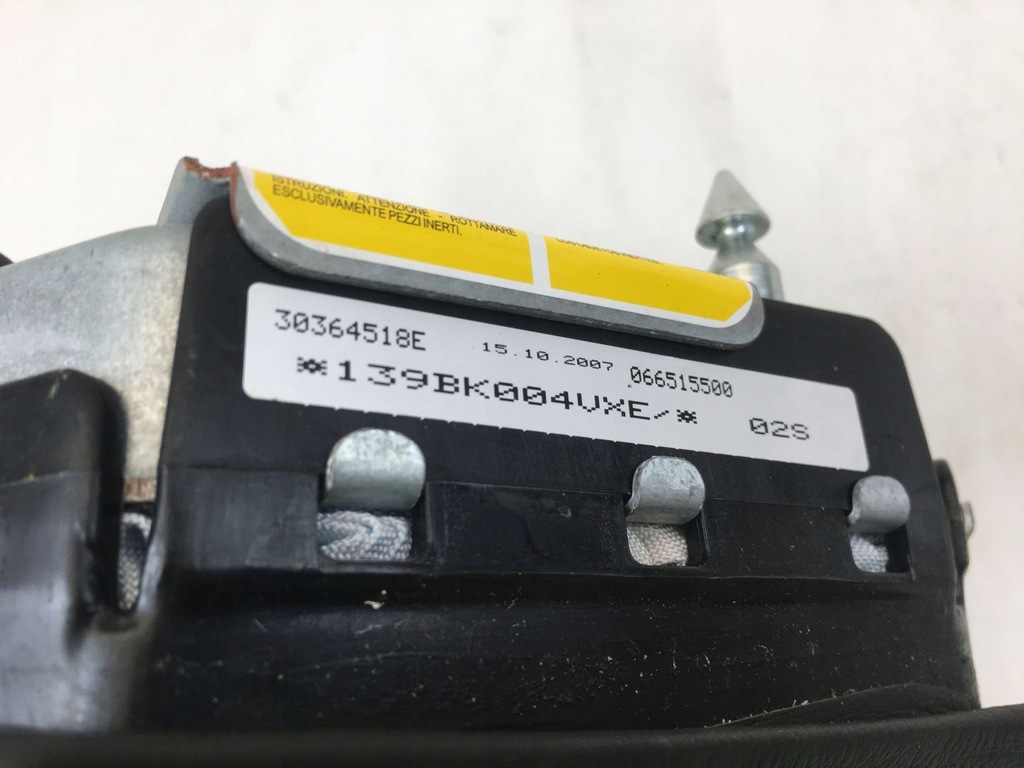 ISTRUZIONI. ATTENZIONE - ROTTAMARE
ESCLUSIVAMENTE PEZZI INERTI.
30364518E 15.10.2007 066515500
*139BK004VXE/* 02S